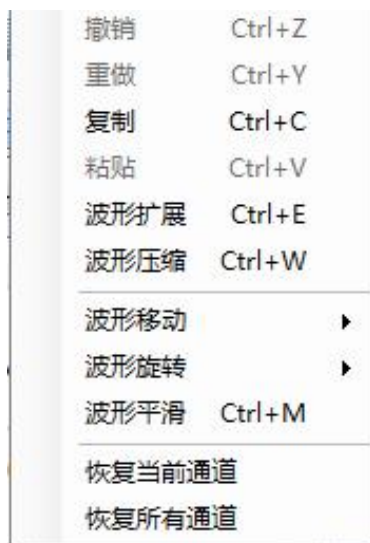 撤销 Ctrl+Z
重做 Ctrl+Y
复制 Ctrl+C
粘贴 Ctrl+V
波形扩展 Ctrl+E
波形压缩 Ctrl+W
波形移动
波形旋转
波形平滑 Ctrl+M
恢复当前通道
恢复所有通道